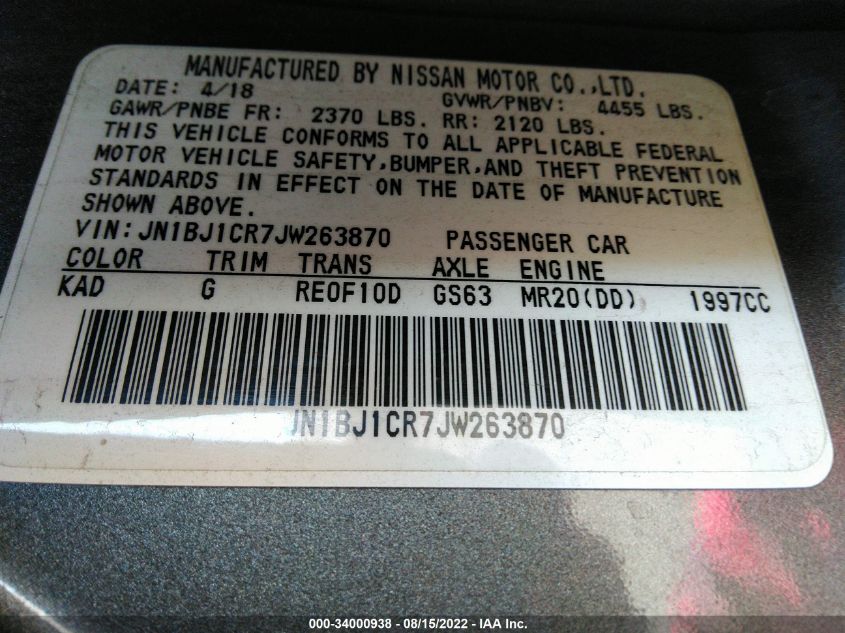 MANUFACTURED BY NISSAN MOTOR CO.,LTD.
DATE: 4/18 GVWR/PNBV: 4455 LBS.
GAWR/PNBE FR: 2370 LBS. RR: 2120 LBS.
THIS VEHICLE CONFORMS TO ALL APPLICABLE FEDERAL
MOTOR VEHICLE SAFETY,BUMPER,AND THEFT PREVENTION
STANDARDS IN EFFECT ON THE DATE OF MANUFACTURE
SHOWN ABOVE.
VIN:JN1BJ1CR7JW263870 PASSENGER CAR
COLOR TRIM TRANS AXLE ENGINE
KAD G RE0F10D GS63 MR20(DD) 1997CC
JN1BJ1CR7JW263870
000-34000938 - 08/15/2022 - IAA Inc.